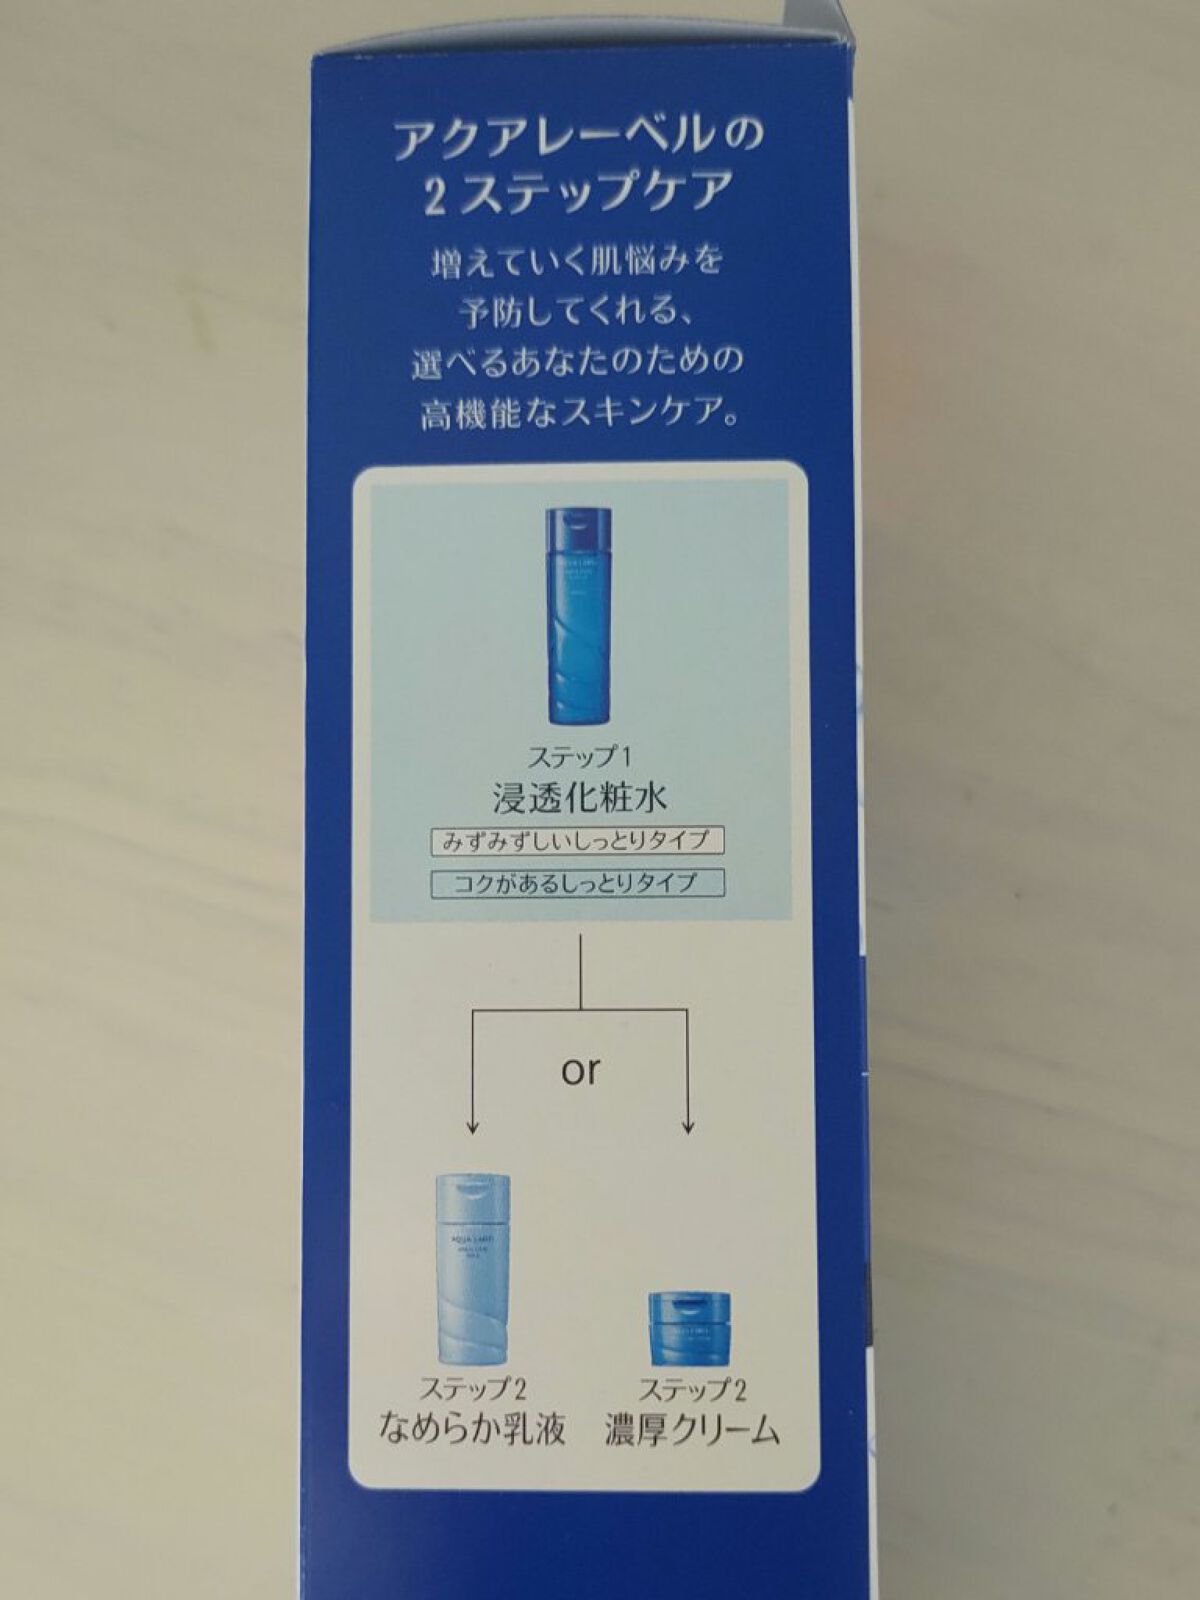 アクアレーベルの
2ステップケア
増えていく肌悩みを
予防してくれる、
選べるあなたのための
高機能なスキンケア。
ステップ1
浸透化粧水
みずみずしいしっとりタイプ
コクがあるしっとりタイプ
or
AQUA LABEL
ステップ2
なめらか乳液
ステップ2
濃厚クリーム